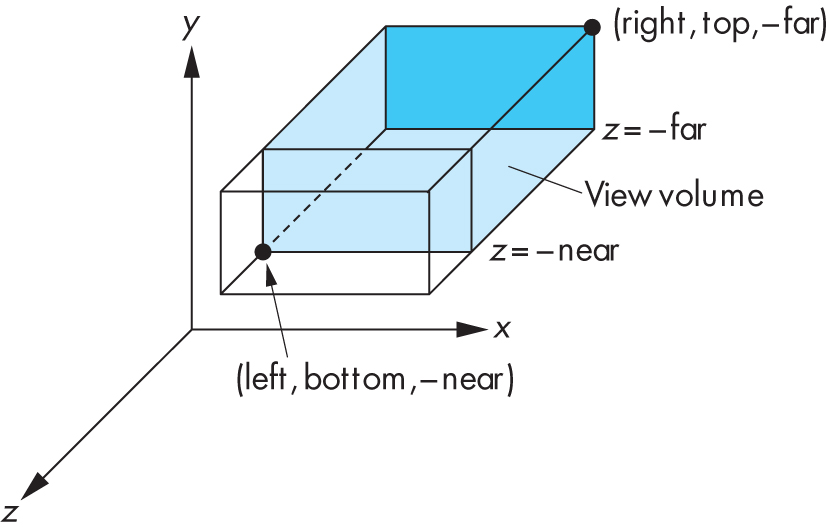 y
(right, top, −far)
z = −far
View volume
z = −near
x
(left, bottom, −near)
z